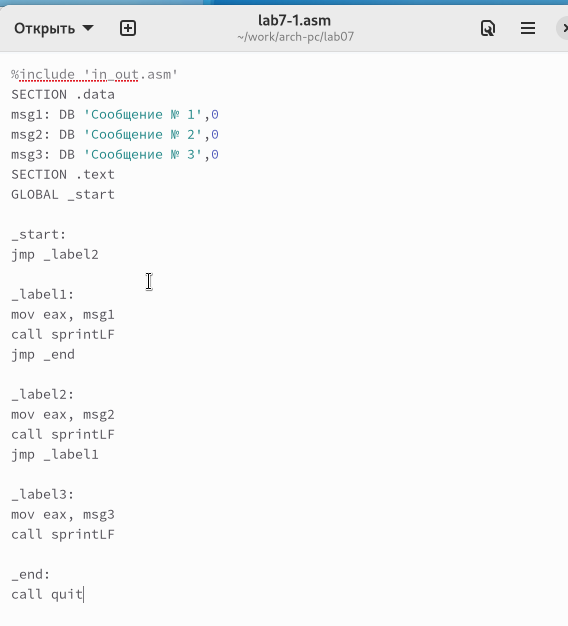 Открыть
lab7-1.asm
~/work/arch-pc/lab07
%include 'in_out.asm'
SECTION .data
msg1: DB 'Сообщение № 1',0
msg2: DB 'Сообщение № 2',0
msg3: DB 'Сообщение № 3',0
SECTION .text
GLOBAL _start
_start:
jmp _label2
_label1:
mov eax, msg1
call sprintLF
jmp _end
_label2:
mov eax, msg2
call sprintLF
jmp _label1
_label3:
mov eax, msg3
call sprintLF
_end:
call quit